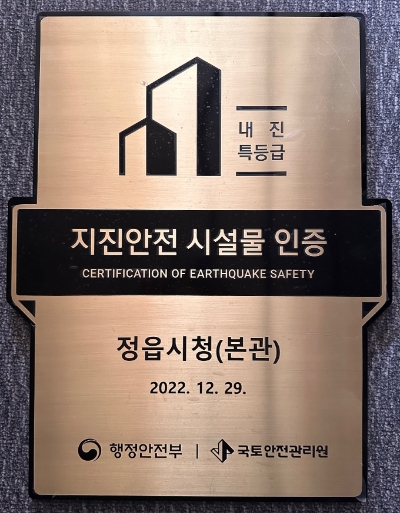 내 진
특등급
지진안전 시설물 인증
CERTIFICATION OF EARTHQUAKE SAFETY
정읍시청(본관)
2022. 12. 29.
행정안전부 | 국토안전관리원